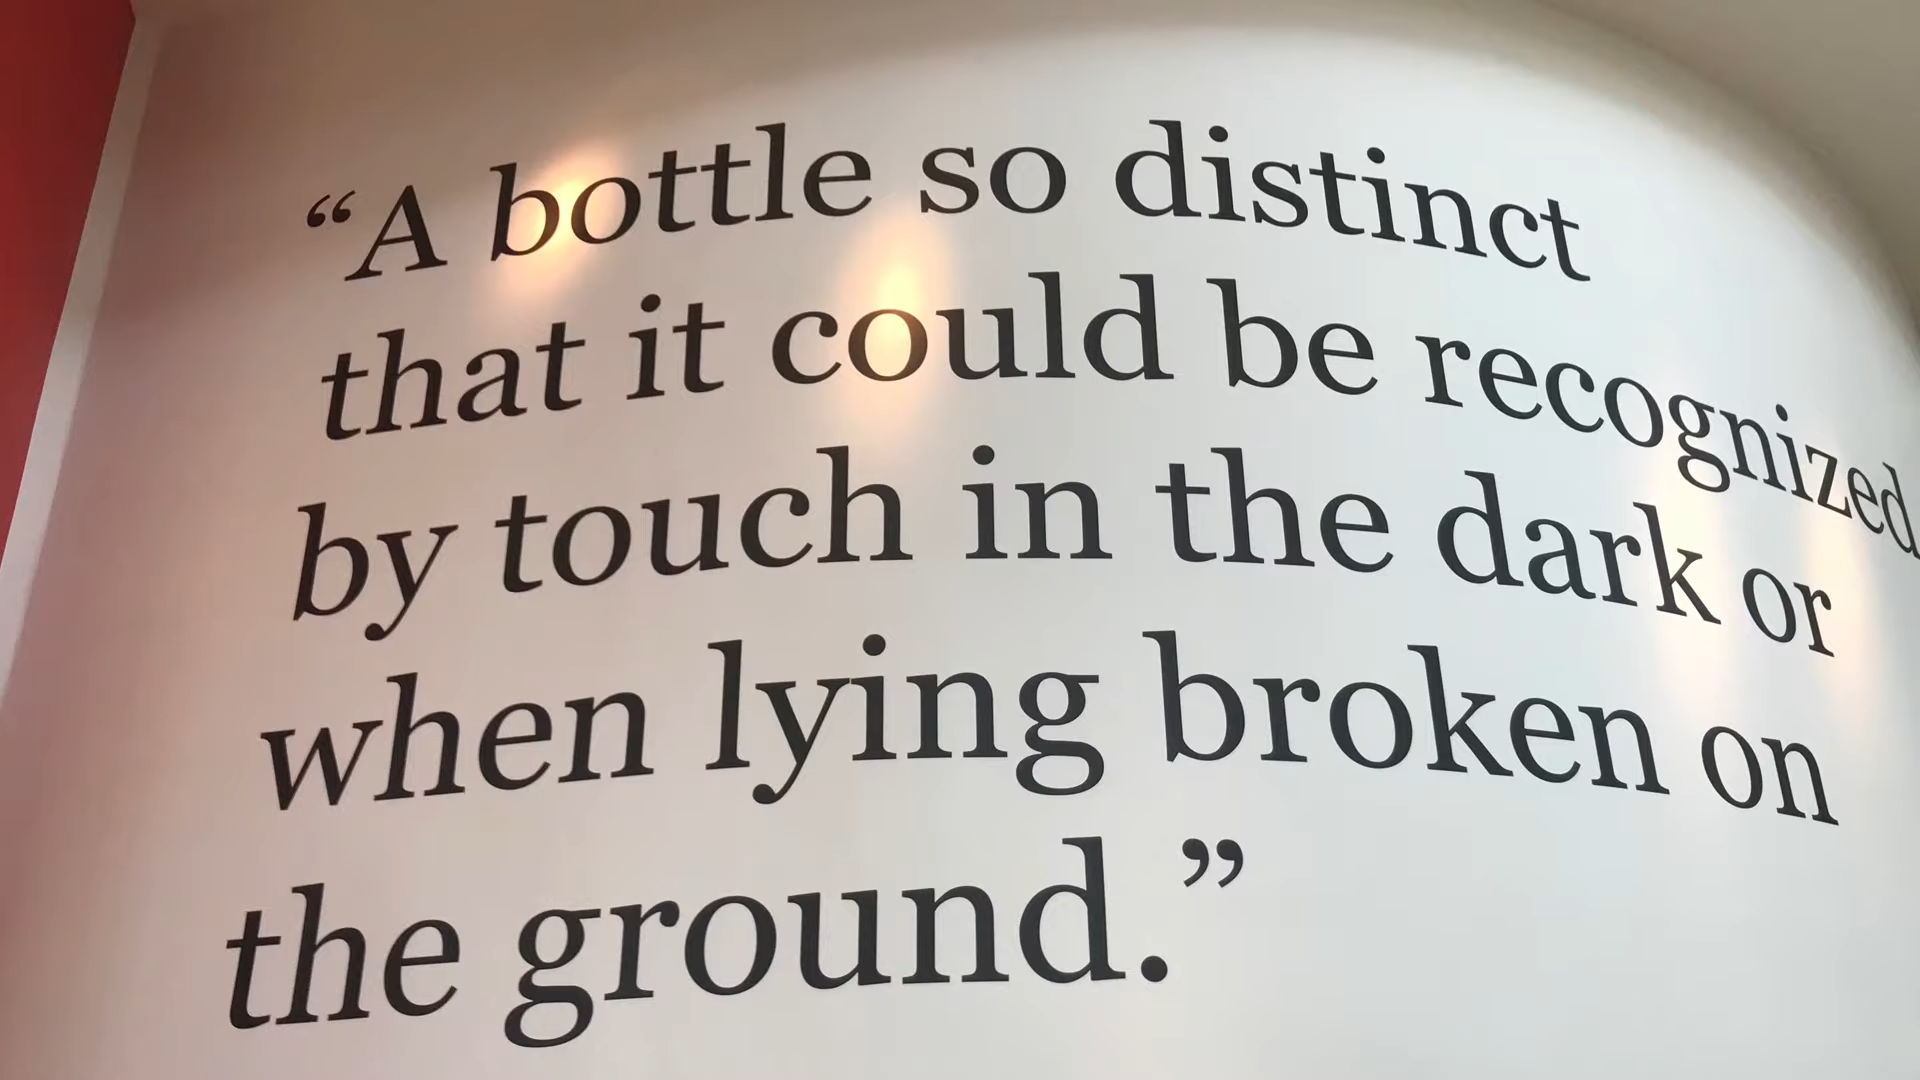 “A bottle so distinct
that it could be recognized
by touch in the dark or
when lying broken on
the ground.”